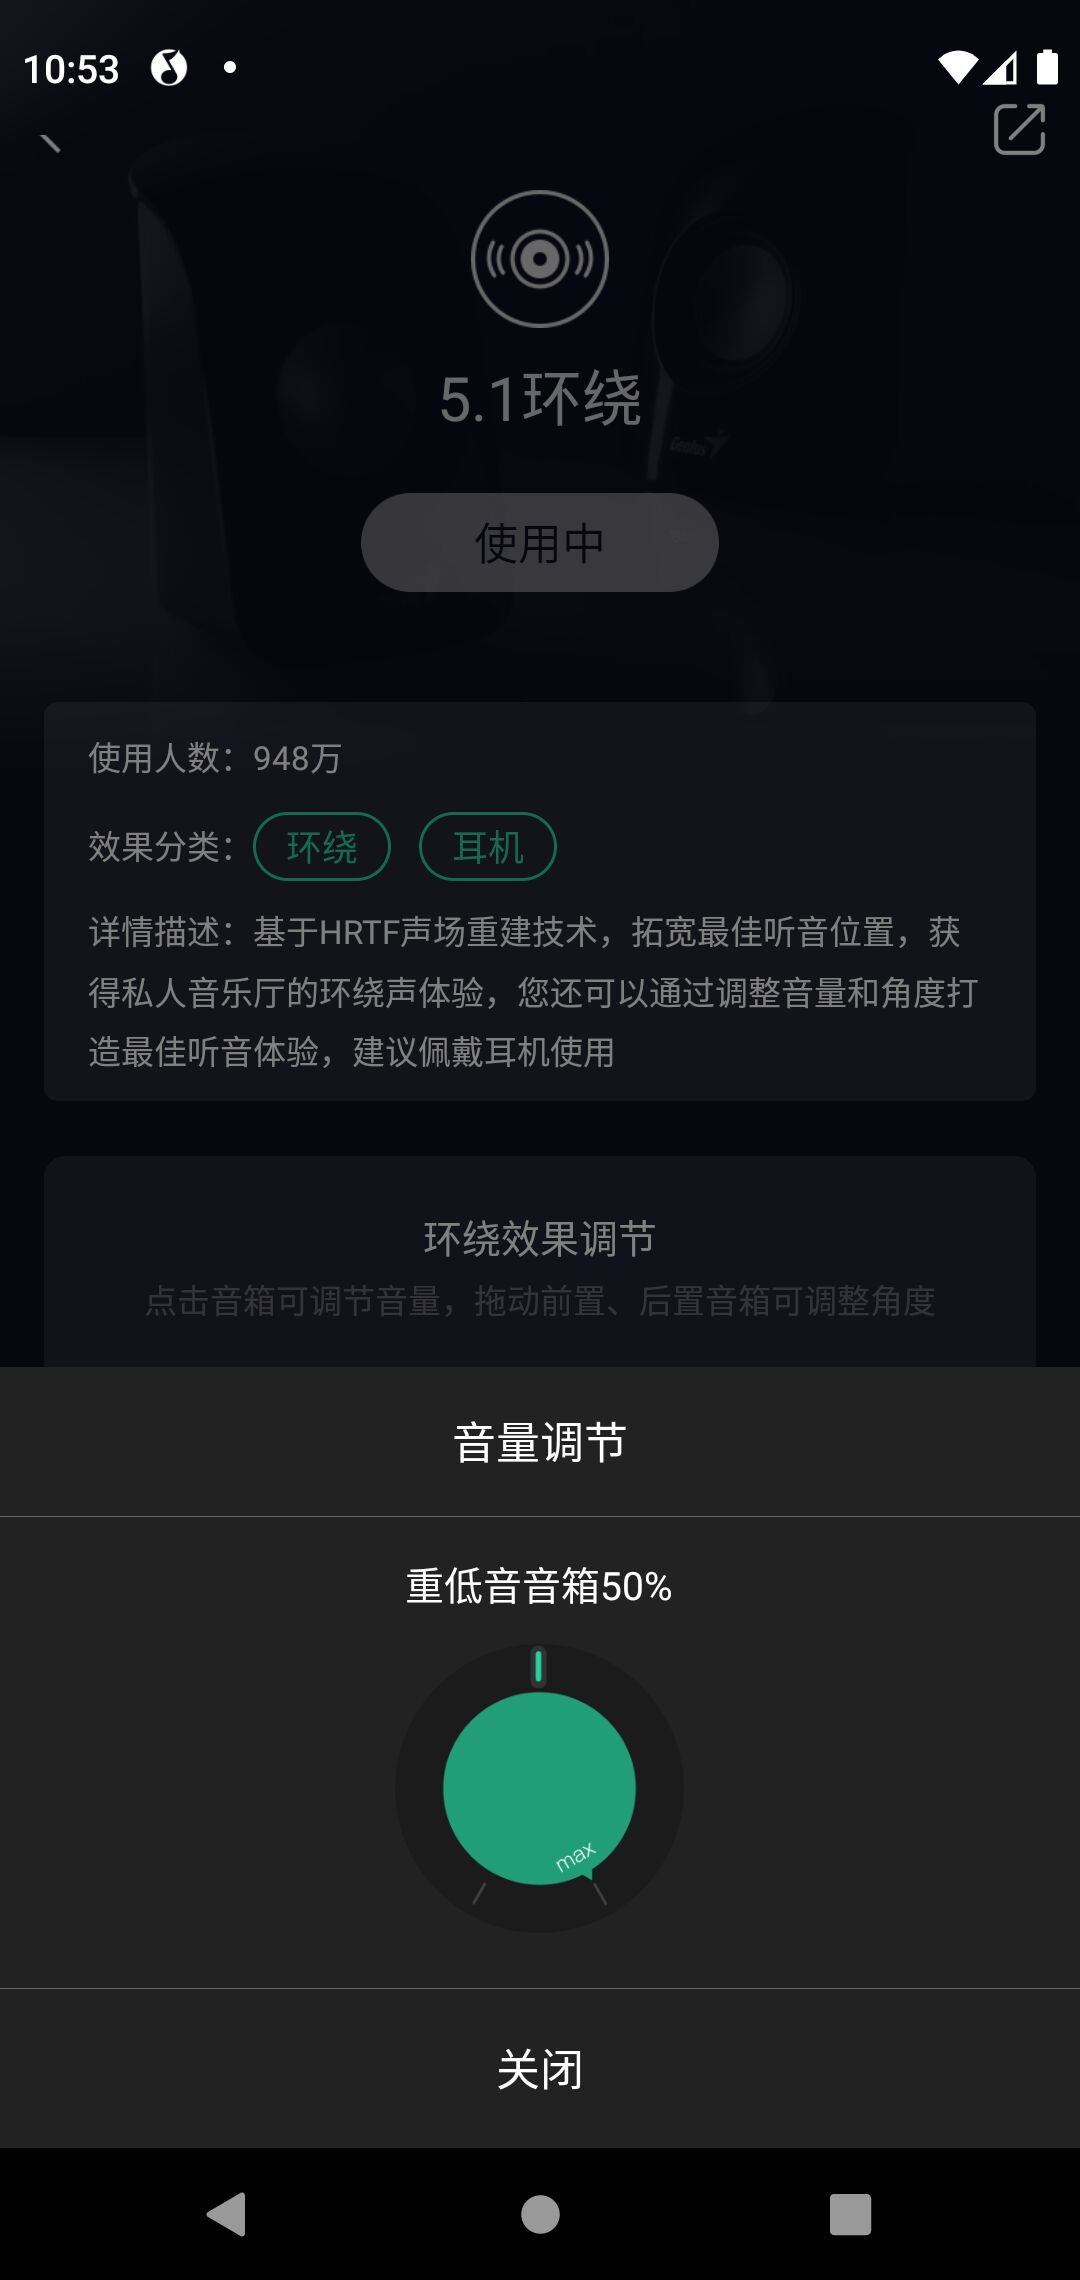 10:53
5.1环绕
Genius
使用中
使用人数：948万
效果分类：环绕 耳机
详情描述：基于HRTF声场重建技术，拓宽最佳听音位置，获
得私人音乐厅的环绕声体验，您还可以通过调整音量和角度打
造最佳听音体验，建议佩戴耳机使用
环绕效果调节
点击音箱可调节音量，拖动前置、后置音箱可调整角度
音量调节
重低音音箱50%
max
关闭